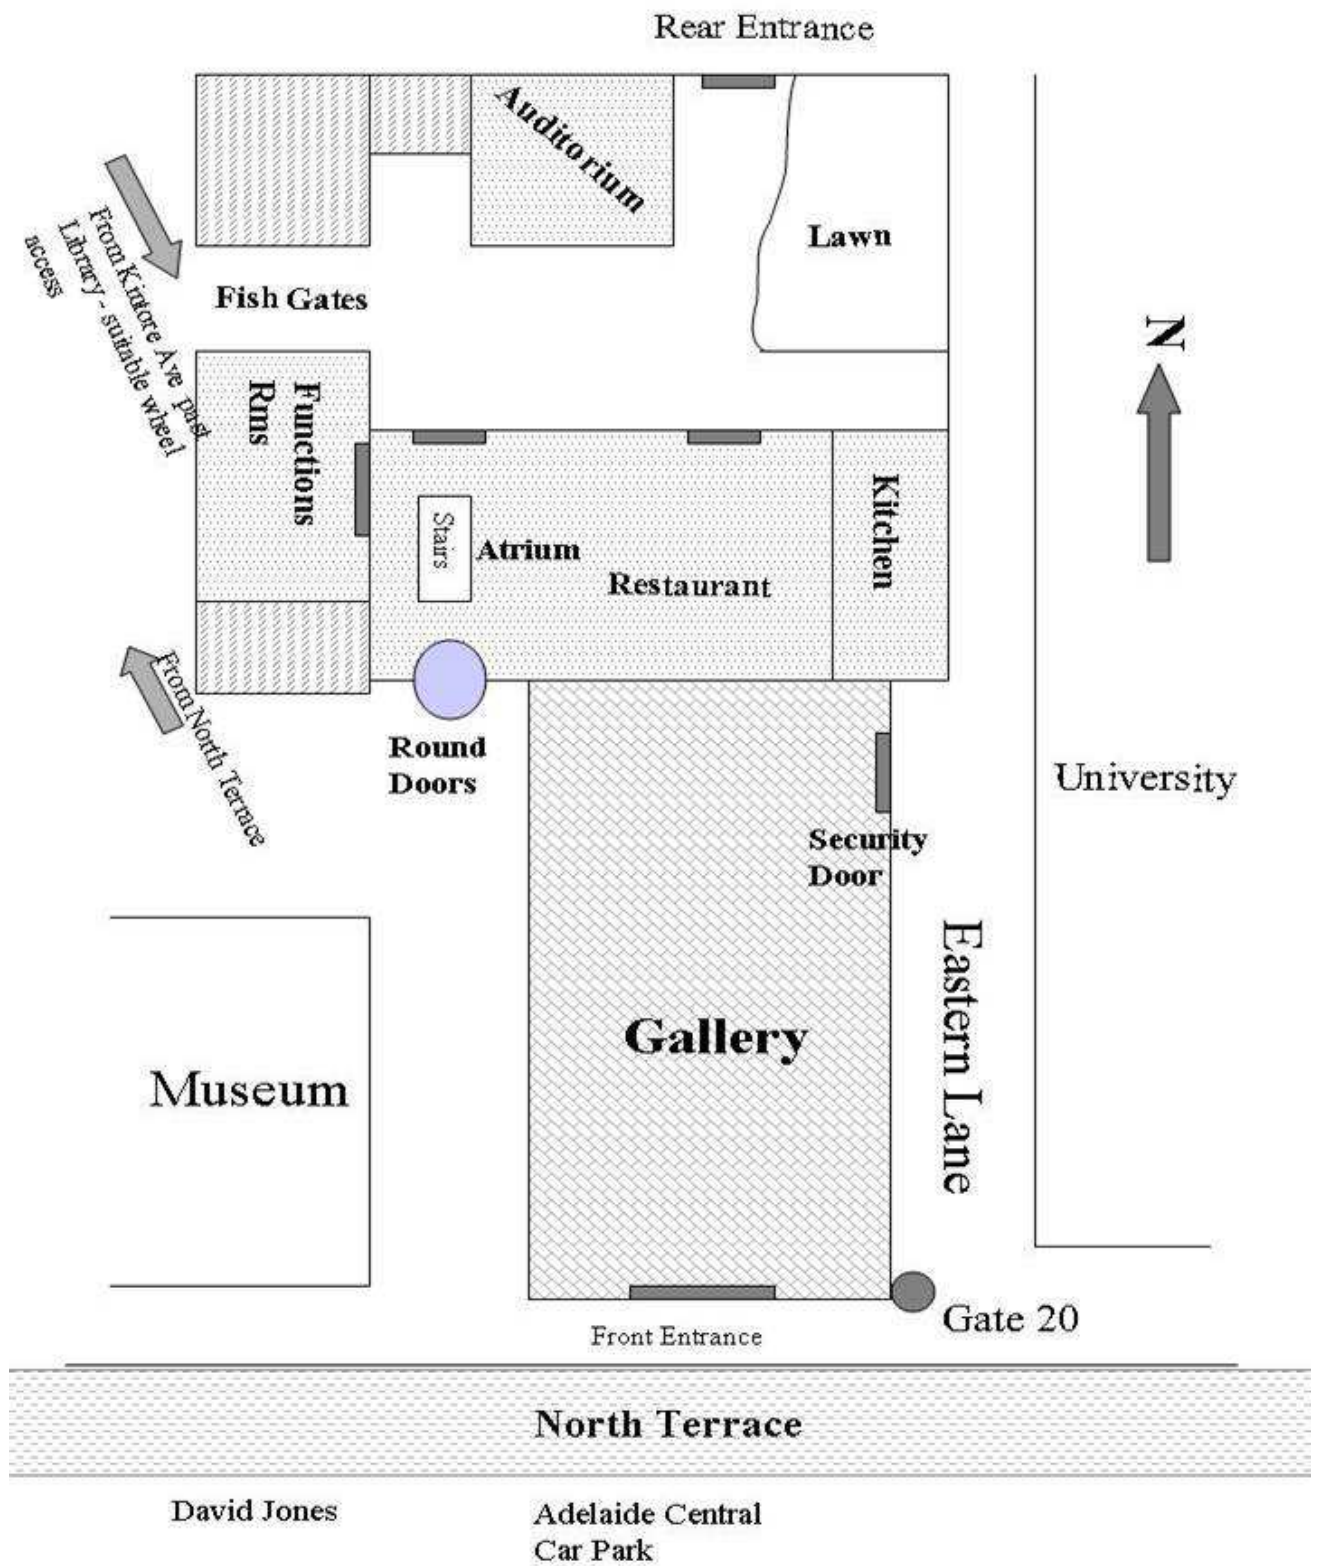 Rear Entrance
Auditorium
Lawn
From Kintore Ave past
Library - suitable wheel
access
Fish Gates
N
Functions
Rms
Kitchen
Stairs
Atrium
Restaurant
From North Terrace
Round
Doors
University
Security
Door
Eastern Lane
Gallery
Museum
Gate 20
Front Entrance
North Terrace
David Jones
Adelaide Central
Car Park